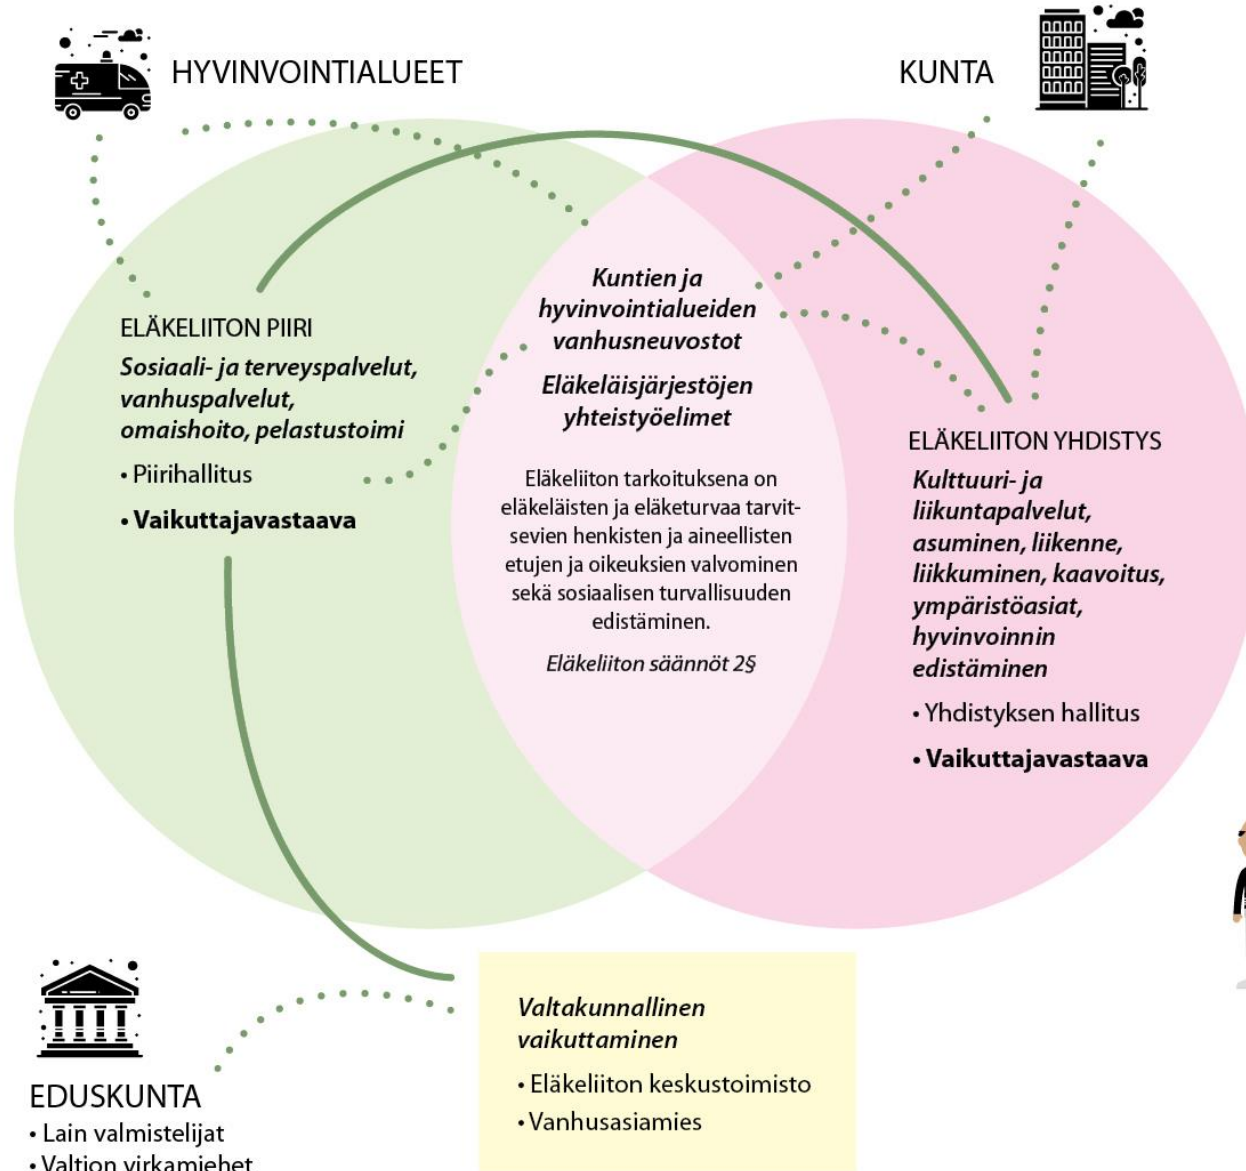 HYVINVOINTIALUEET
KUNTA
ELÄKELIITON PIIRI
Sosiaali- ja terveyspalvelut,
vanhuspalvelut,
omaishoito, pelastustoimi
• Piirihallitus
• Vaikuttajavastaava
Kuntien ja
hyvinvointialueiden
vanhusneuvostot
Eläkeläisjärjestöjen
yhteistyöelimet
Eläkeliiton tarkoituksena on
eläkeläisten ja eläketurvaa tarvit-
sevien henkisten ja aineellisten
etujen ja oikeuksien valvominen
sekä sosiaalisen turvallisuuden
edistäminen.
Eläkeliiton säännöt 2§
ELÄKELIITON YHDISTYS
Kulttuuri- ja
liikuntapalvelut,
asuminen, liikenne,
liikkuminen, kaavoitus,
ympäristöasiat,
hyvinvoinnin
edistäminen
• Yhdistyksen hallitus
• Vaikuttajavastaava
Valtakunnallinen
vaikuttaminen
• Eläkeliiton keskustoimisto
• Vanhusasiamies
EDUSKUNTA
• Lain valmistelijat
• Valtion virkamiehet